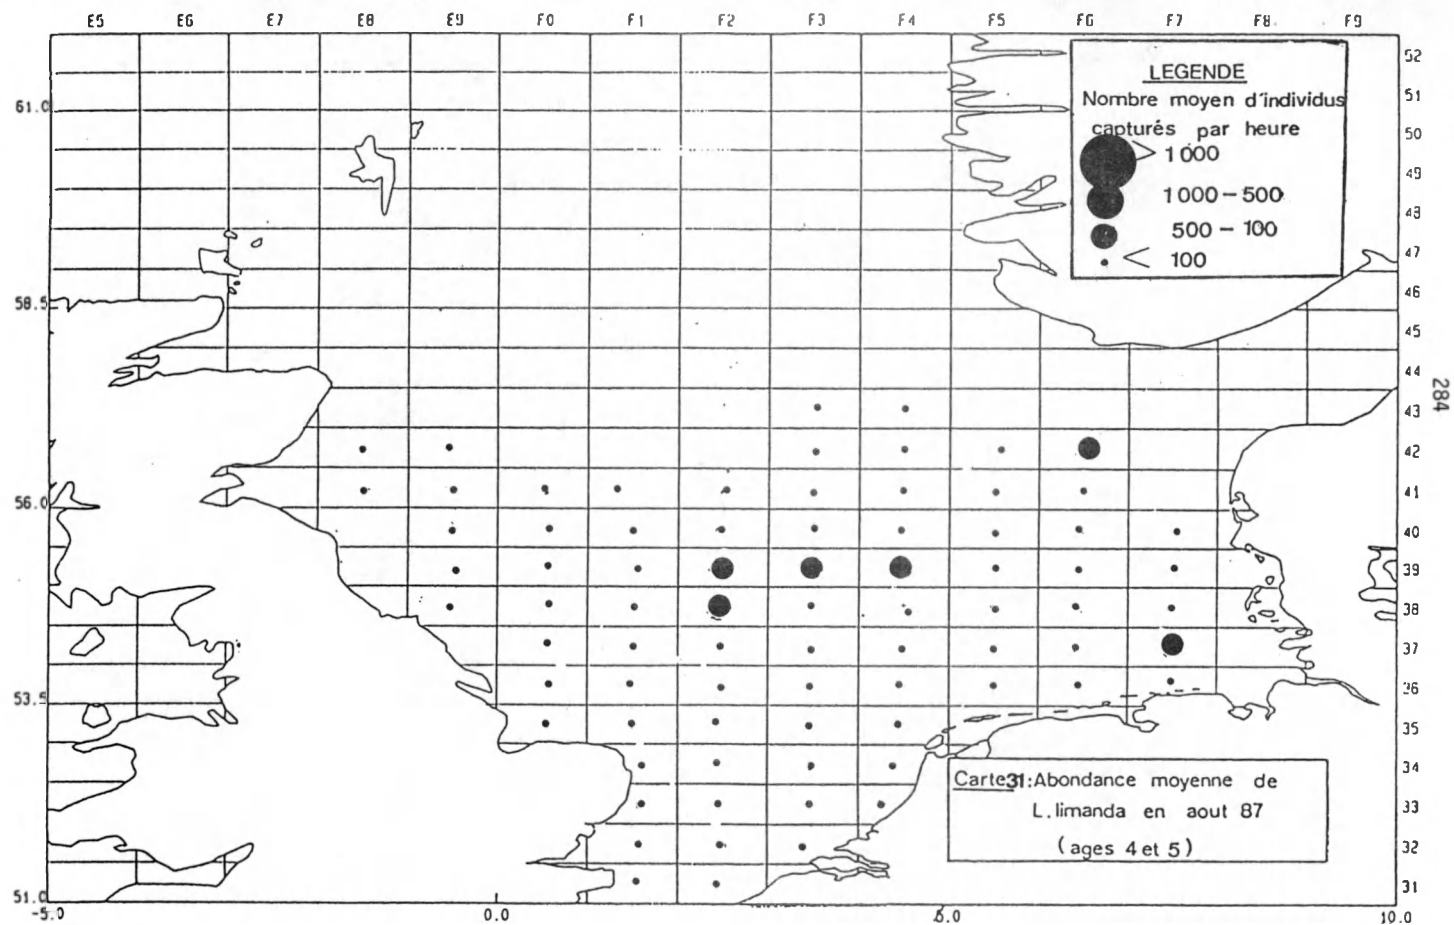 E5 E6 E7 E8 E9 F0 F1 F2 F3 F4 F5 F6 F7 F8 F9
LEGENDE
Nombre moyen d'individus
capturés par heure
> 1 000
1 000 – 500
500 – 100
< 100
52
51
50
49
48
47
46
45
44
43
42
41
40
39
38
37
36
35
34
33
32
31
61.0
58.5
56.0
53.5
51.0
-5.0 0.0 5.0 10.0
284
Carte 31: Abondance moyenne de
L. limanda en aout 87
(ages 4 et 5)